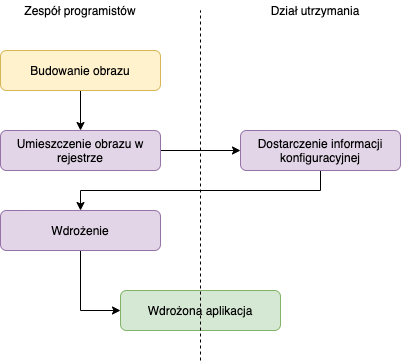 Zespół programistów
Dział utrzymania
Budowanie obrazu
Umieszczenie obrazu w
rejestrze
Dostarczenie informacji
konfiguracyjnej
Wdrożenie
Wdrożona aplikacja